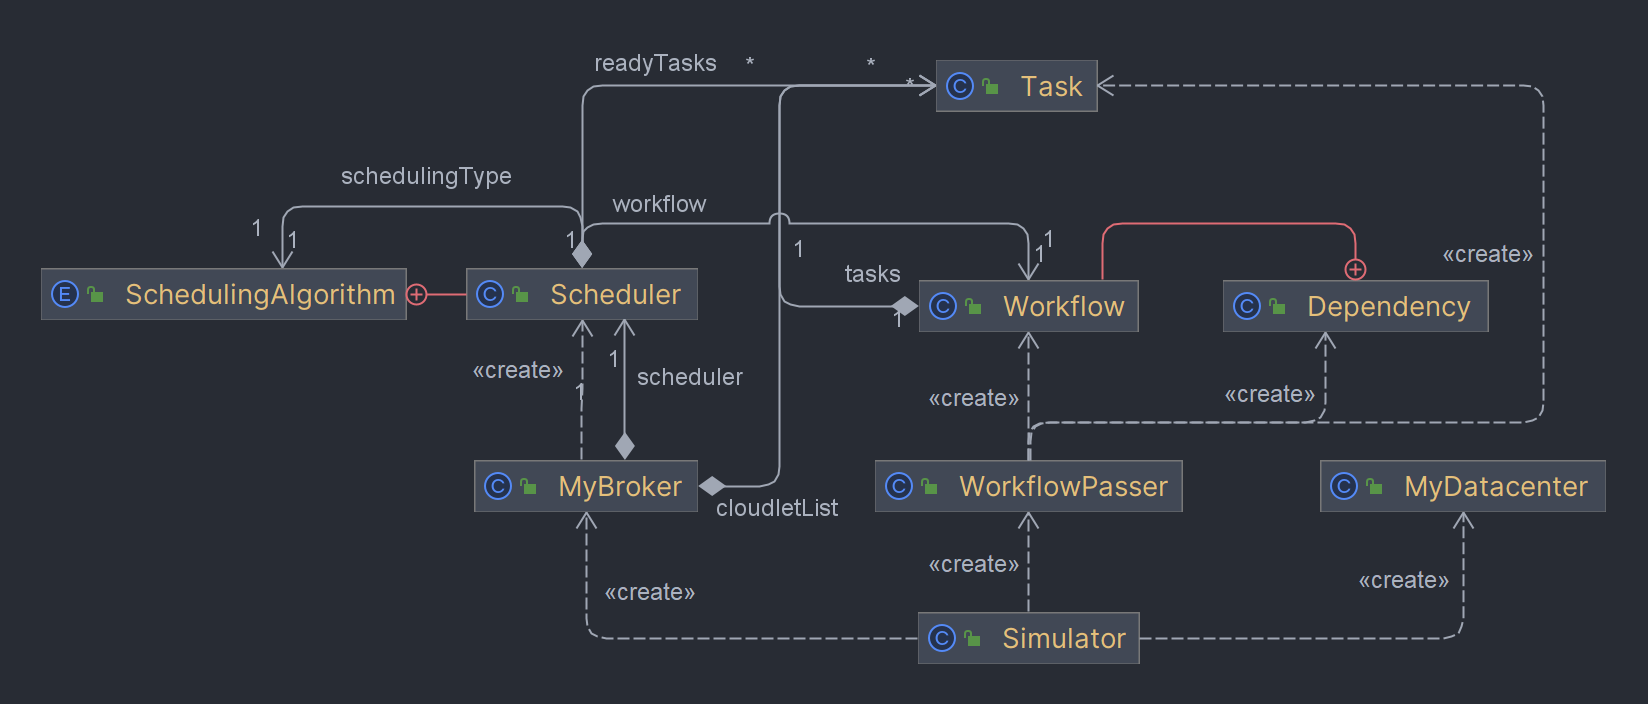 readyTasks * *
*
C Task
schedulingType
workflow
1 1 1 1 1
1
«create»
tasks
E SchedulingAlgorithm
C Scheduler
C Workflow
C Dependency
1
1
«create»
scheduler
1
«create»
«create»
C MyBroker
C WorkflowPasser
C MyDatacenter
cloudletList
«create»
«create»
«create»
C Simulator